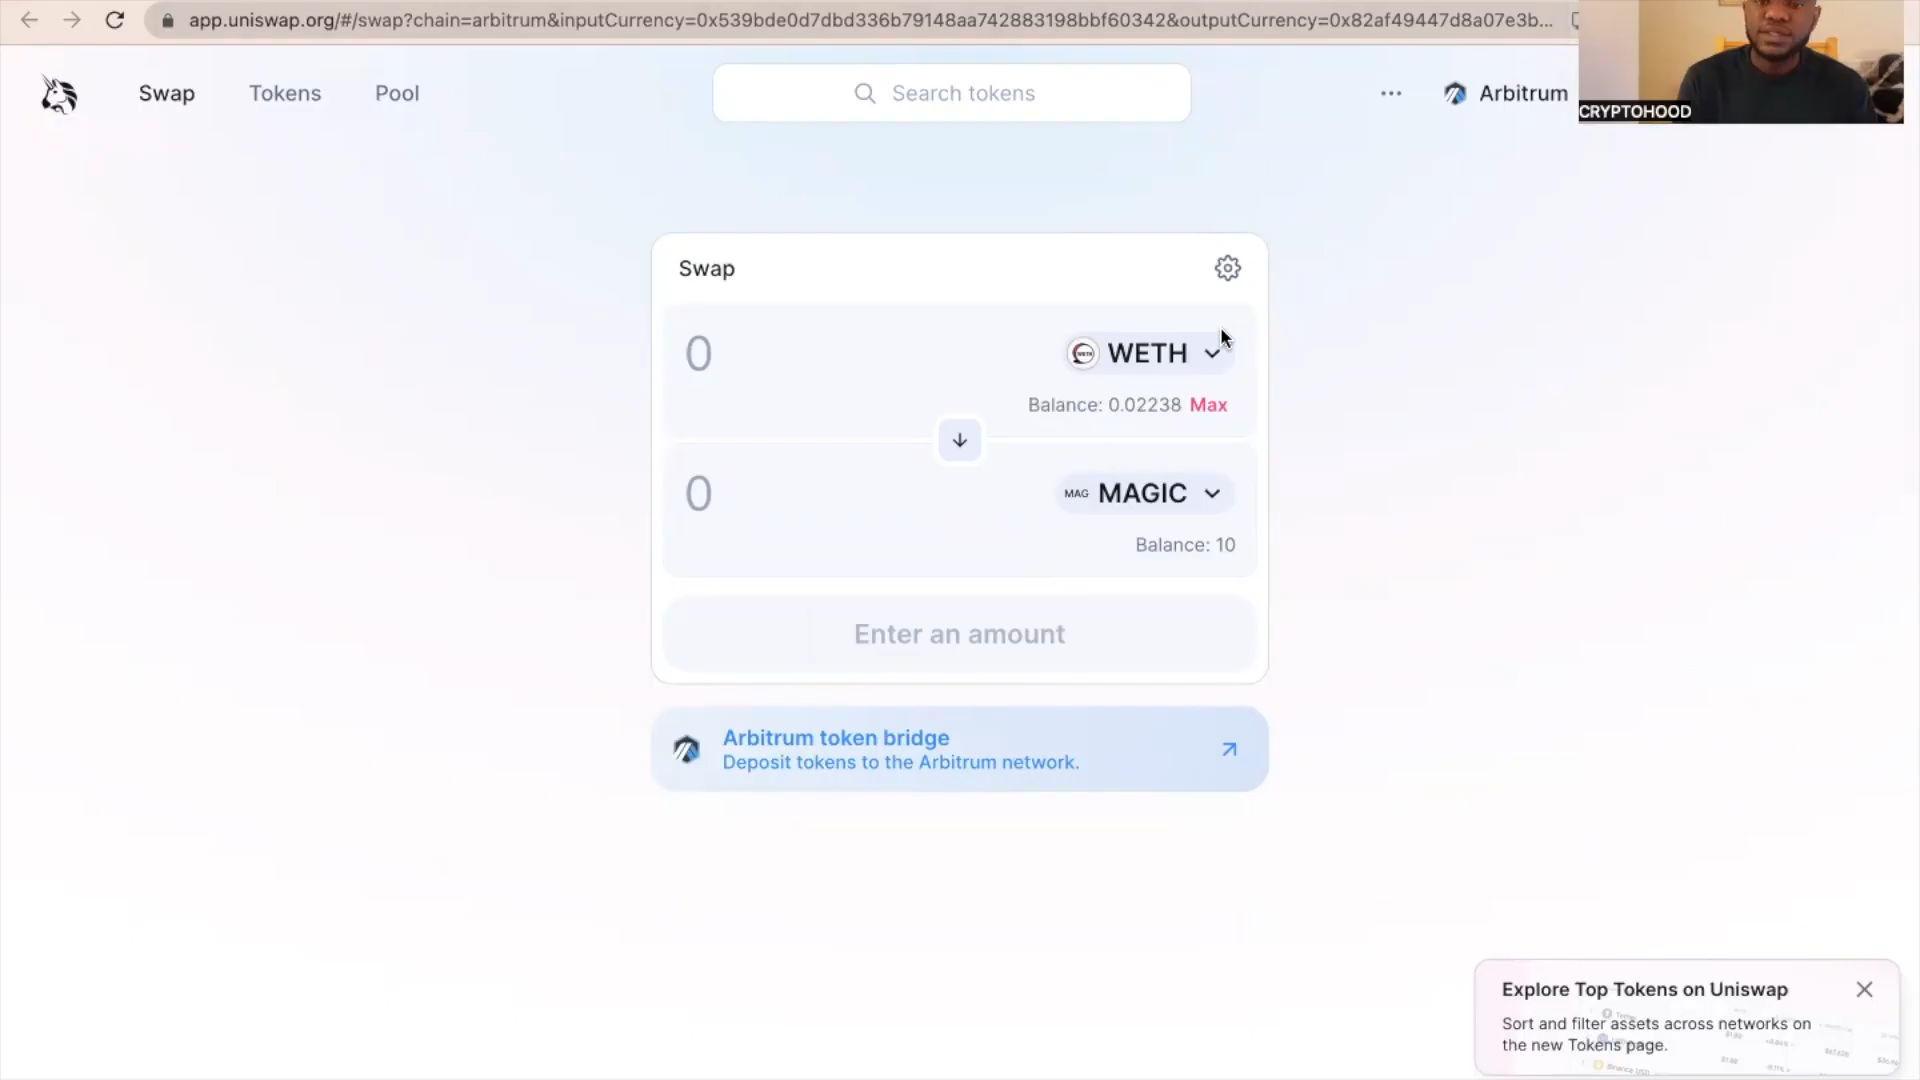 app.uniswap.org/#/swap?chain=arbitrum&inputCurrency=0x539bde0d7dbd336b79148aa742883198bbf60342&outputCurrency=0x82af49447d8a07e3b...
Swap Tokens Pool
Search tokens
Arbitrum
CRYPTOHOOD
Swap
0 WETH
Balance: 0.02238 Max
0 MAG MAGIC
Balance: 10
Enter an amount
Arbitrum token bridge
Deposit tokens to the Arbitrum network.
Explore Top Tokens on Uniswap
Sort and filter assets across networks on
the new Tokens page.